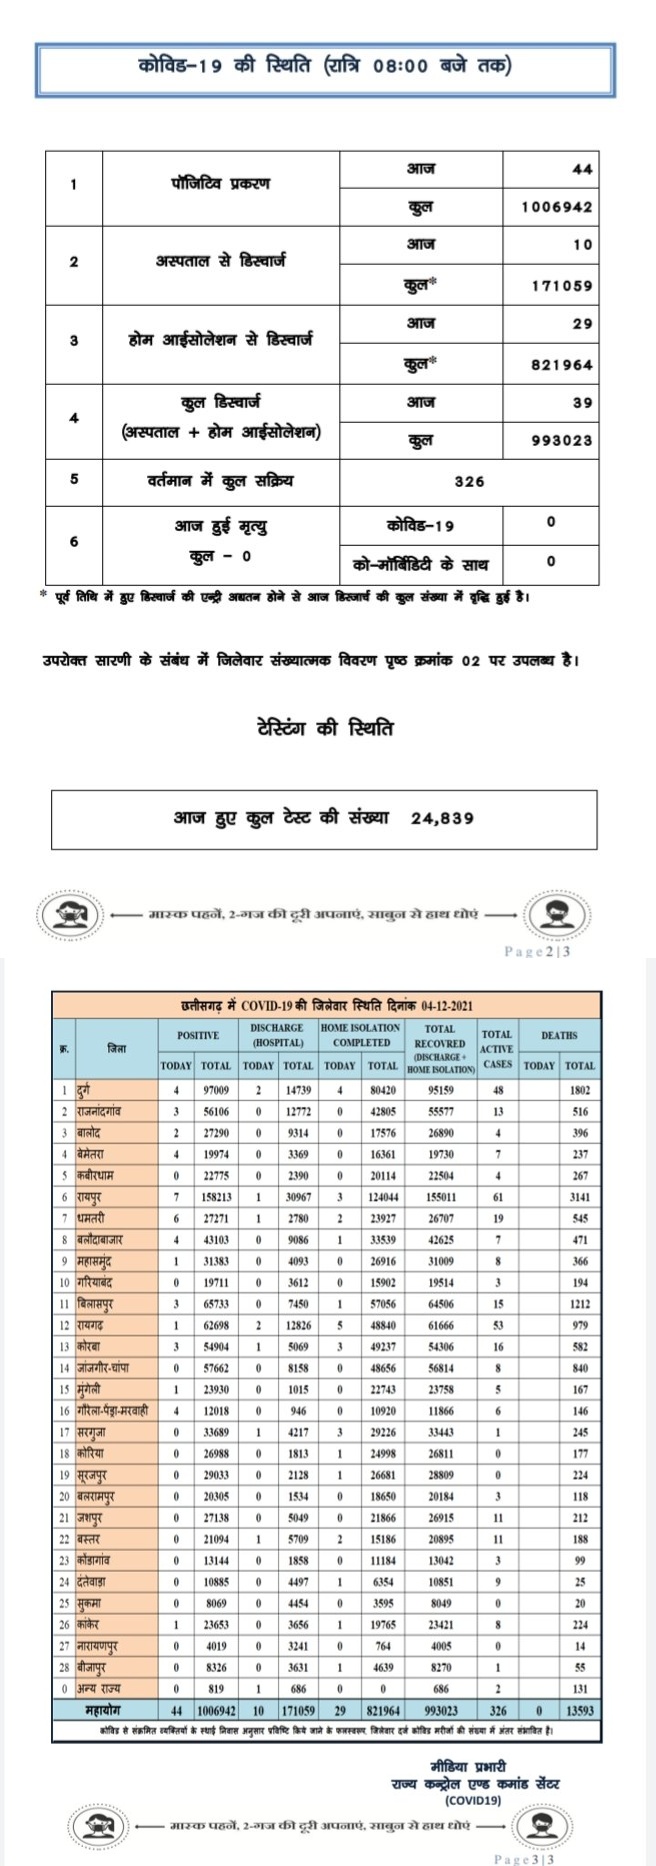 कोविड-19 की स्थिति (रात्रि 08:00 बजे तक)
1 पॉजिटिव प्रकरण आज 44
कुल 1006942
2 अस्पताल से डिस्चार्ज आज 10
कुल* 171059
3 होम आईसोलेशन से डिस्चार्ज आज 29
कुल* 821964
4 कुल डिस्चार्ज (अस्पताल + होम आईसोलेशन) आज 39
कुल 993023
5 वर्तमान में कुल सक्रिय 326
6 आज हुई मृत्यु कुल - 0 कोविड-19 0
को-मॉर्बिडिटी के साथ 0
* पूर्व तिथि में हुए डिस्चार्ज की एन्ट्री अद्यतन होने से आज डिस्जार्च की कुल संख्या में वृद्धि हुई है।
उपरोक्त सारणी के संबंध में जिलेवार संख्यात्मक विवरण पृष्ठ क्रमांक 02 पर उपलब्ध है।
टेस्टिंग की स्थिति
आज हुए कुल टेस्ट की संख्या 24,839
मास्क पहनें, 2-गज की दूरी अपनाएं, साबुन से हाथ धोएं
Page2|3
छत्तीसगढ़ में COVID-19 की जिलेवार स्थिति दिनांक 04-12-2021
क्र. जिला POSITIVE DISCHARGE (HOSPITAL) HOME ISOLATION COMPLETED TOTAL RECOVRED (DISCHARGE + HOME ISOLATION) TOTAL ACTIVE CASES DEATHS
TODAY TOTAL TODAY TOTAL TODAY TOTAL TODAY TOTAL
1 दुर्ग 4 97009 2 14739 4 80420 95159 48 1802
2 राजनांदगांव 3 56106 0 12772 0 42805 55577 13 516
3 बालोद 2 27290 0 9314 0 17576 26890 4 396
4 बेमेतरा 4 19974 0 3369 0 16361 19730 7 237
5 कबीरधाम 0 22775 0 2390 0 20114 22504 4 267
6 रायपुर 7 158213 1 30967 3 124044 155011 61 3141
7 धमतरी 6 27271 1 2780 2 23927 26707 19 545
8 बलौदाबाजार 4 43103 0 9086 1 33539 42625 7 471
9 महासमुंद 1 31383 0 4093 0 26916 31009 8 366
10 गरियाबंद 0 19711 0 3612 0 15902 19514 3 194
11 बिलासपुर 3 65733 0 7450 1 57056 64506 15 1212
12 रायगढ़ 1 62698 2 12826 5 48840 61666 53 979
13 कोरबा 3 54904 1 5069 3 49237 54306 16 582
14 जांजगीर-चांपा 0 57662 0 8158 0 48656 56814 8 840
15 मुंगेली 1 23930 0 1015 0 22743 23758 5 167
16 गौरेला-पेंड्रा-मरवाही 4 12018 0 946 0 10920 11866 6 146
17 सरगुजा 0 33689 1 4217 3 29226 33443 1 245
18 कोरिया 0 26988 0 1813 1 24998 26811 0 177
19 सूरजपुर 0 29033 0 2128 1 26681 28809 0 224
20 बलरामपुर 0 20305 0 1534 0 18650 20184 3 118
21 जशपुर 0 27138 0 5049 0 21866 26915 11 212
22 बस्तर 0 21094 1 5709 2 15186 20895 11 188
23 कोंडागांव 0 13144 0 1858 0 11184 13042 3 99
24 दंतेवाड़ा 0 10885 0 4497 1 6354 10851 9 25
25 सुकमा 0 8069 0 4454 0 3595 8049 0 20
26 कांकेर 1 23653 0 3656 1 19765 23421 8 224
27 नारायणपुर 0 4019 0 3241 0 764 4005 0 14
28 बीजापुर 0 8326 0 3631 1 4639 8270 1 55
0 अन्य राज्य 0 819 1 686 0 0 686 2 131
महायोग 44 1006942 10 171059 29 821964 993023 326 0 13593
कोविड से संक्रमित व्यक्तियों के स्थाई निवास अनुसार प्रविष्टि किये जाने के फलस्वरूप, जिलेवार दर्ज कोविड मरीजों की संख्या में अंतर संभावित है।
मीडिया प्रभारी
राज्य कन्ट्रोल एण्ड कमांड सेंटर
(COVID19)
मास्क पहनें, 2-गज की दूरी अपनाएं, साबुन से हाथ धोएं
Page3|3